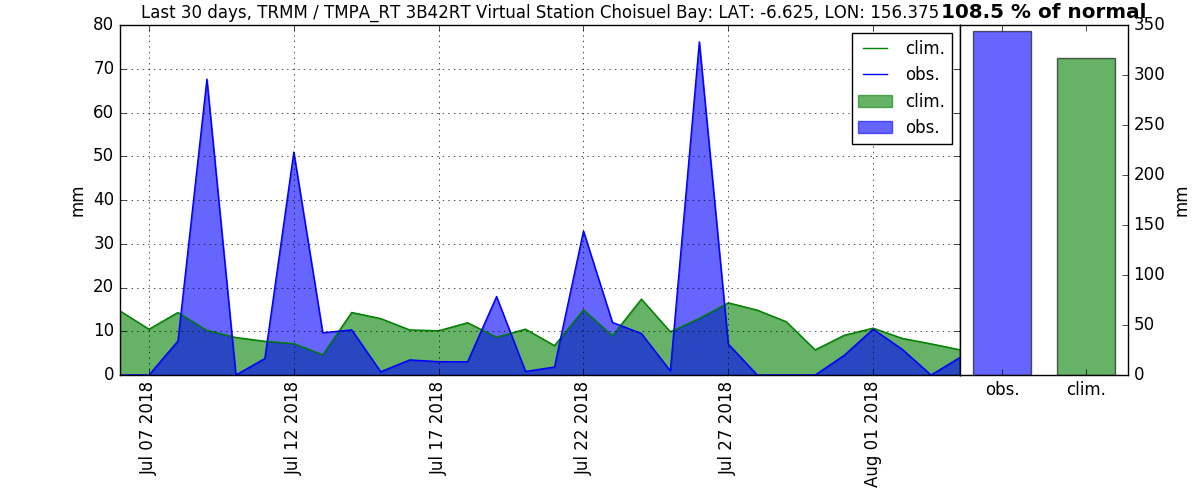 Last 30 days, TRMM / TMPA_RT 3B42RT Virtual Station Choisuel Bay: LAT: -6.625, LON: 156.375
108.5 % of normal
80
70
60
50
40
30
20
10
0
mm
clim.
obs.
clim.
obs.
Jul 07 2018
Jul 12 2018
Jul 17 2018
Jul 22 2018
Jul 27 2018
Aug 01 2018
350
300
250
200
150
100
50
0
mm
obs.
clim.